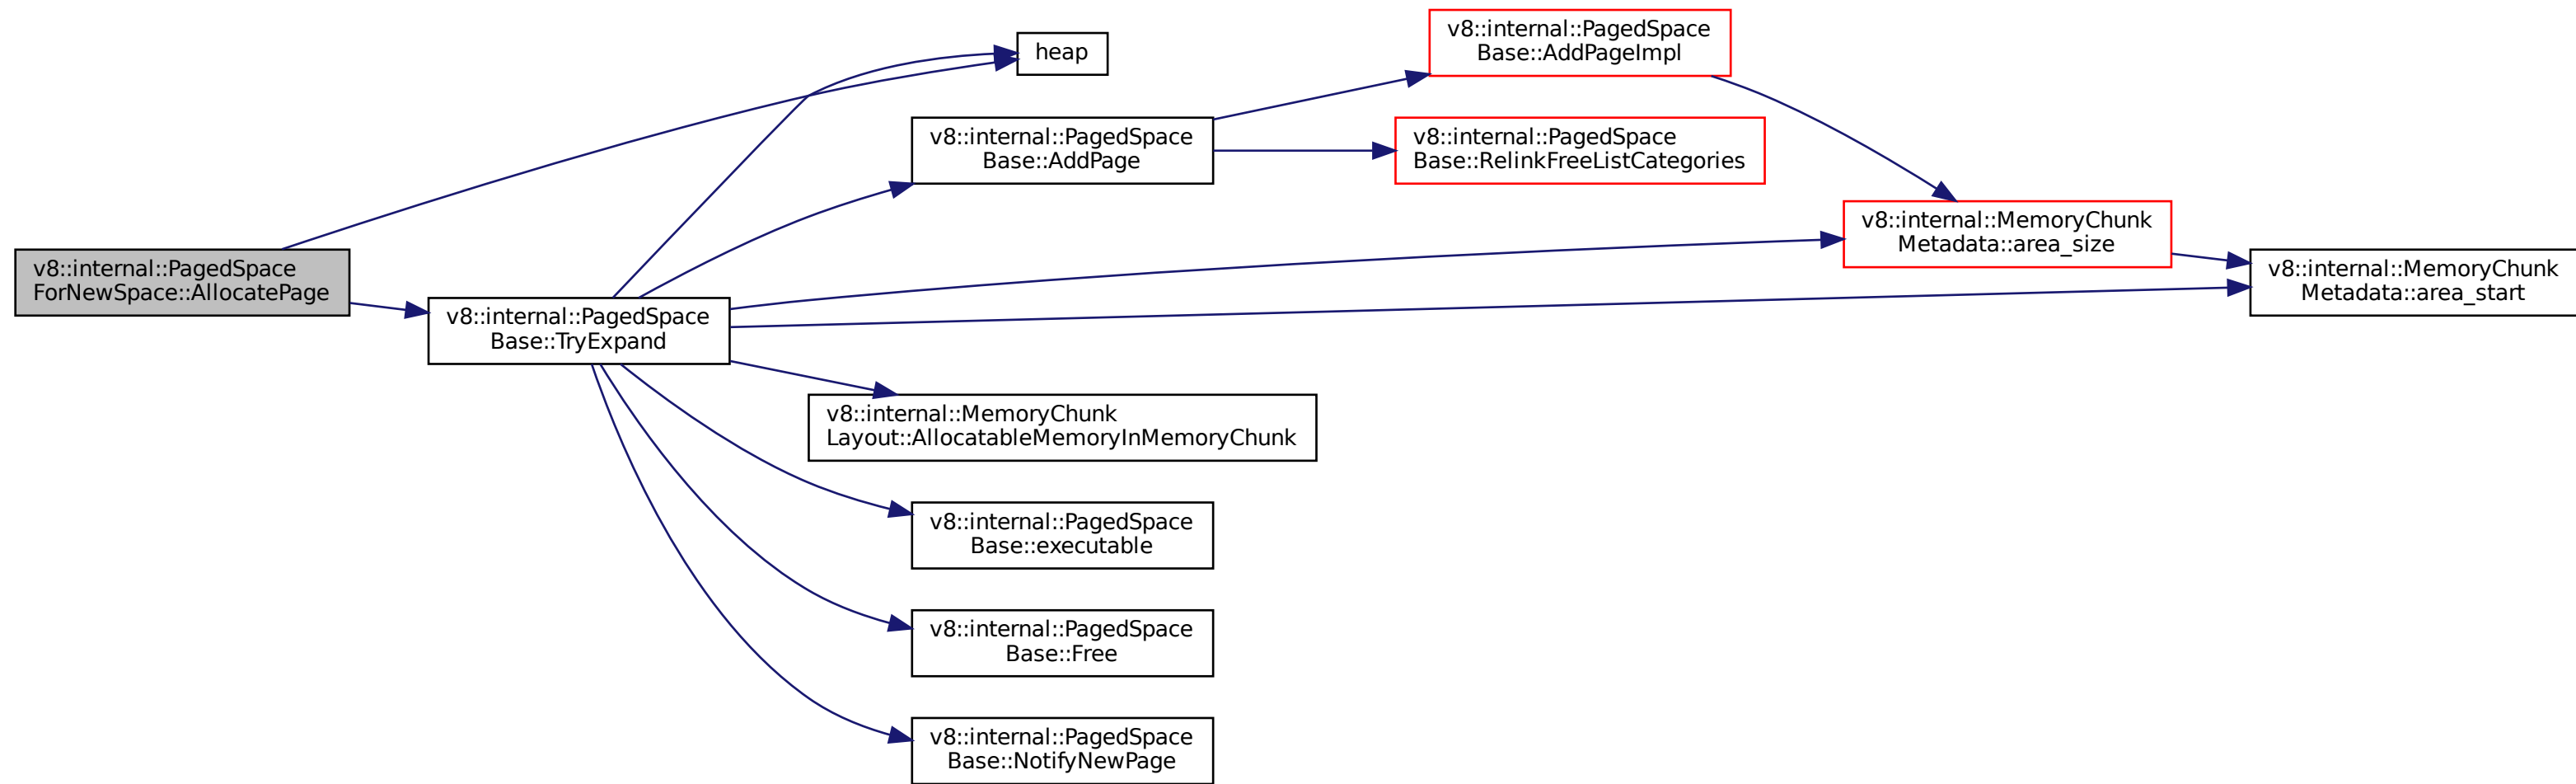 v8::internal::PagedSpace
ForNewSpace::AllocatePage
heap
v8::internal::PagedSpace
Base::TryExpand
v8::internal::PagedSpace
Base::AddPage
v8::internal::PagedSpace
Base::AddPageImpl
v8::internal::PagedSpace
Base::RelinkFreeListCategories
v8::internal::MemoryChunk
Metadata::area_size
v8::internal::MemoryChunk
Metadata::area_start
v8::internal::MemoryChunk
Layout::AllocatableMemoryInMemoryChunk
v8::internal::PagedSpace
Base::executable
v8::internal::PagedSpace
Base::Free
v8::internal::PagedSpace
Base::NotifyNewPage